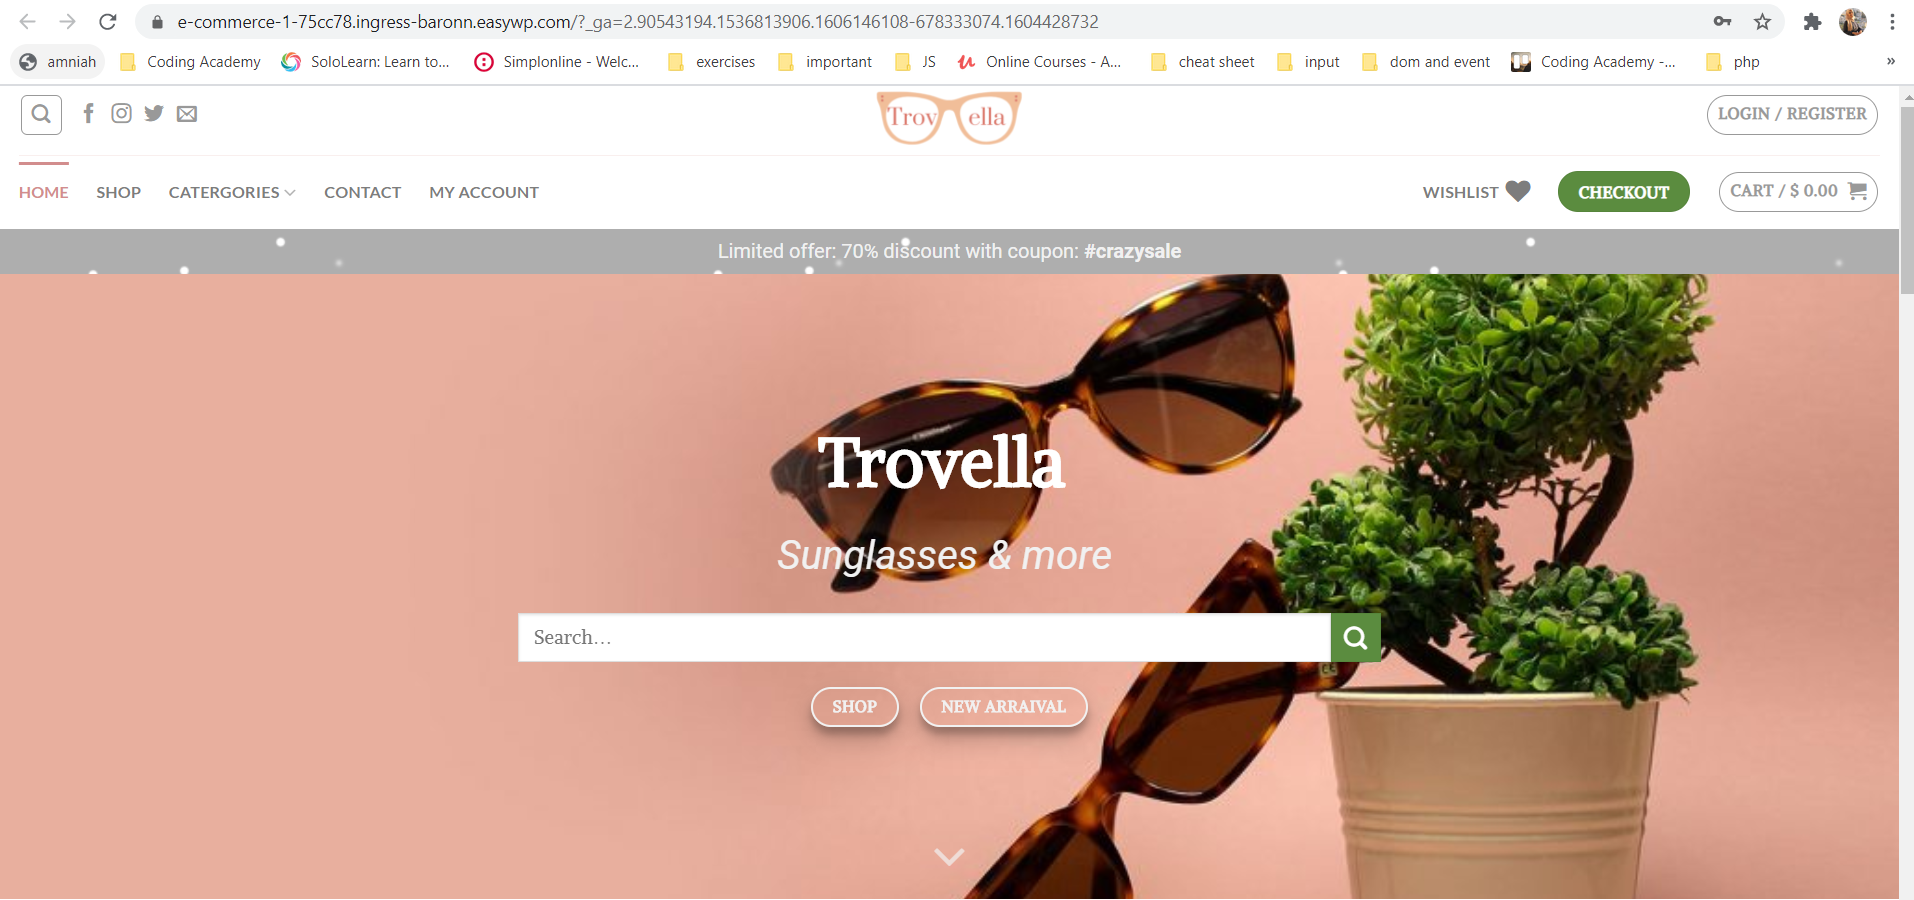 e-commerce-1-75cc78.ingress-baronn.easywp.com/?_ga=2.90543194.1536813906.1606146108-678333074.1604428732
amniah Coding Academy SoloLearn: Learn to... Simplonline - Welc... exercises important JS Online Courses - A... cheat sheet input dom and event Coding Academy -... php »
Trov ella
LOGIN / REGISTER
HOME SHOP CATERGORIES CONTACT MY ACCOUNT WISHLIST CHECKOUT CART / $ 0.00
Limited offer: 70% discount with coupon: #crazysale
Trovella
Sunglasses & more
Search...
SHOP NEW ARRAIVAL